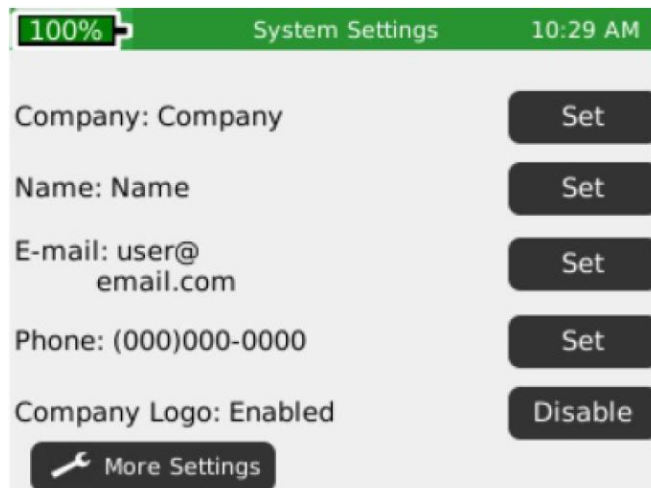 100% System Settings 10:29 AM
Company: Company Set
Name: Name Set
E-mail: user@
email.com Set
Phone: (000)000-0000 Set
Company Logo: Enabled Disable
More Settings